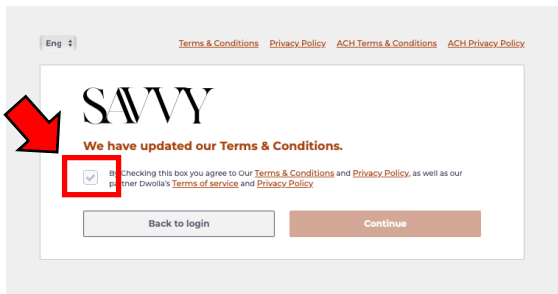 Eng
Terms & Conditions Privacy Policy ACH Terms & Conditions ACH Privacy Policy
SAVVY
We have updated our Terms & Conditions.
By Checking this box you agree to Our Terms & Conditions and Privacy Policy, as well as our
partner Dwolla's Terms of service and Privacy Policy
Back to login Continue